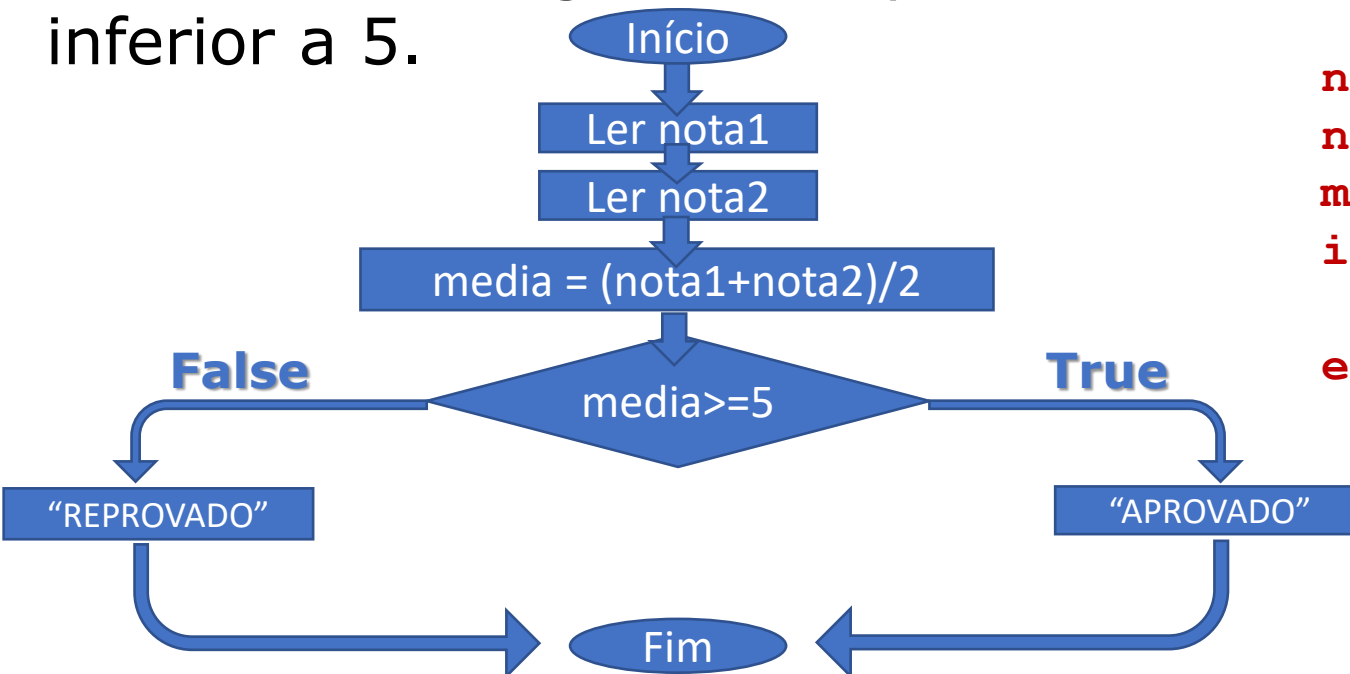 inferior a 5.
Início
Ler nota1
Ler nota2
media = (nota1+nota2)/2
False
media>=5
True
“REPROVADO”
“APROVADO”
Fim
n
n
m
i
e